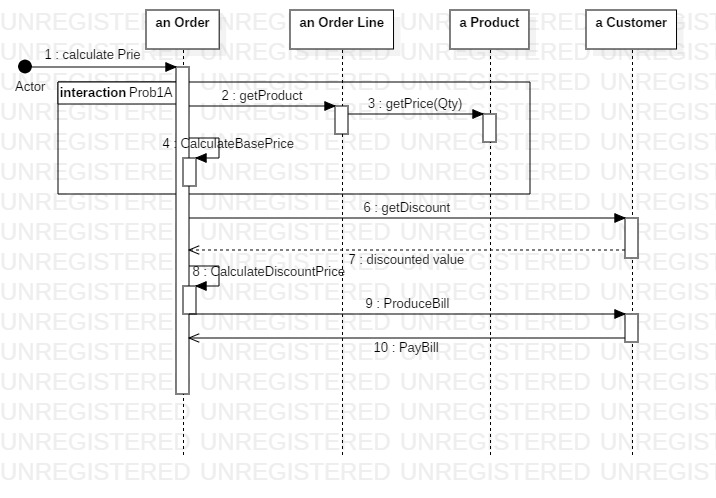 an Order
an Order Line
a Product
a Customer
1 : calculate Prie
Actor
interaction Prob1A
2 : getProduct
3 : getPrice(Qty)
4 : CalculateBasePrice
6 : getDiscount
7 : discounted value
8 : CalculateDiscountPrice
9 : ProduceBill
10 : PayBill
UNREGISTERED UNREGISTERED UNREGISTERED UNREGIST